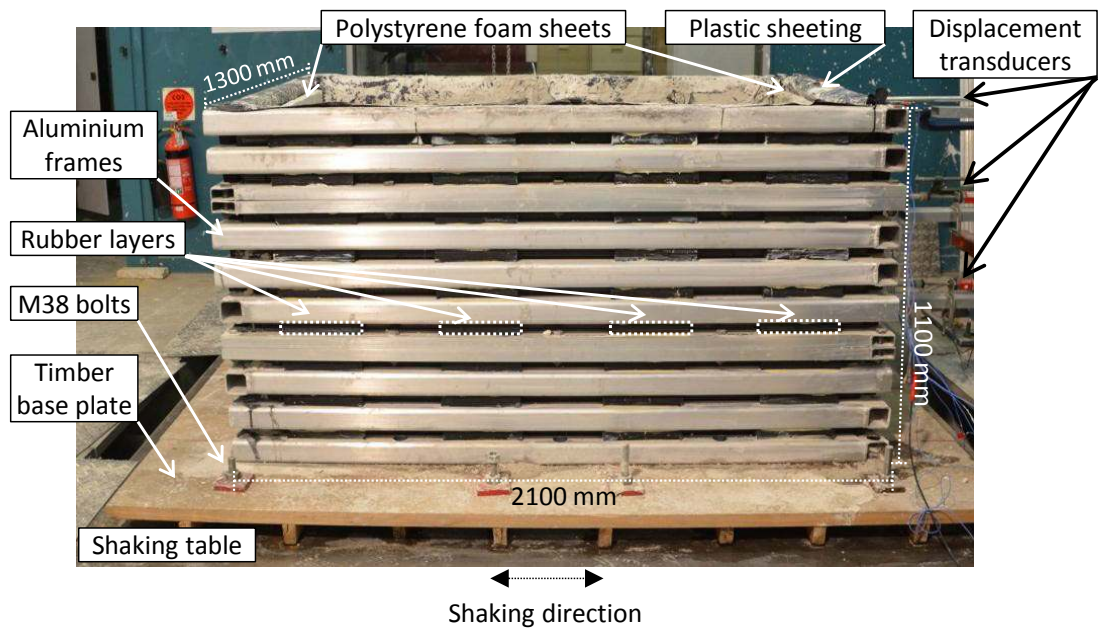 Polystyrene foam sheets
Plastic sheeting
Displacement
transducers
1300 mm
Aluminium
frames
Rubber layers
M38 bolts
1100 mm
Timber
base plate
2100 mm
Shaking table
Shaking direction